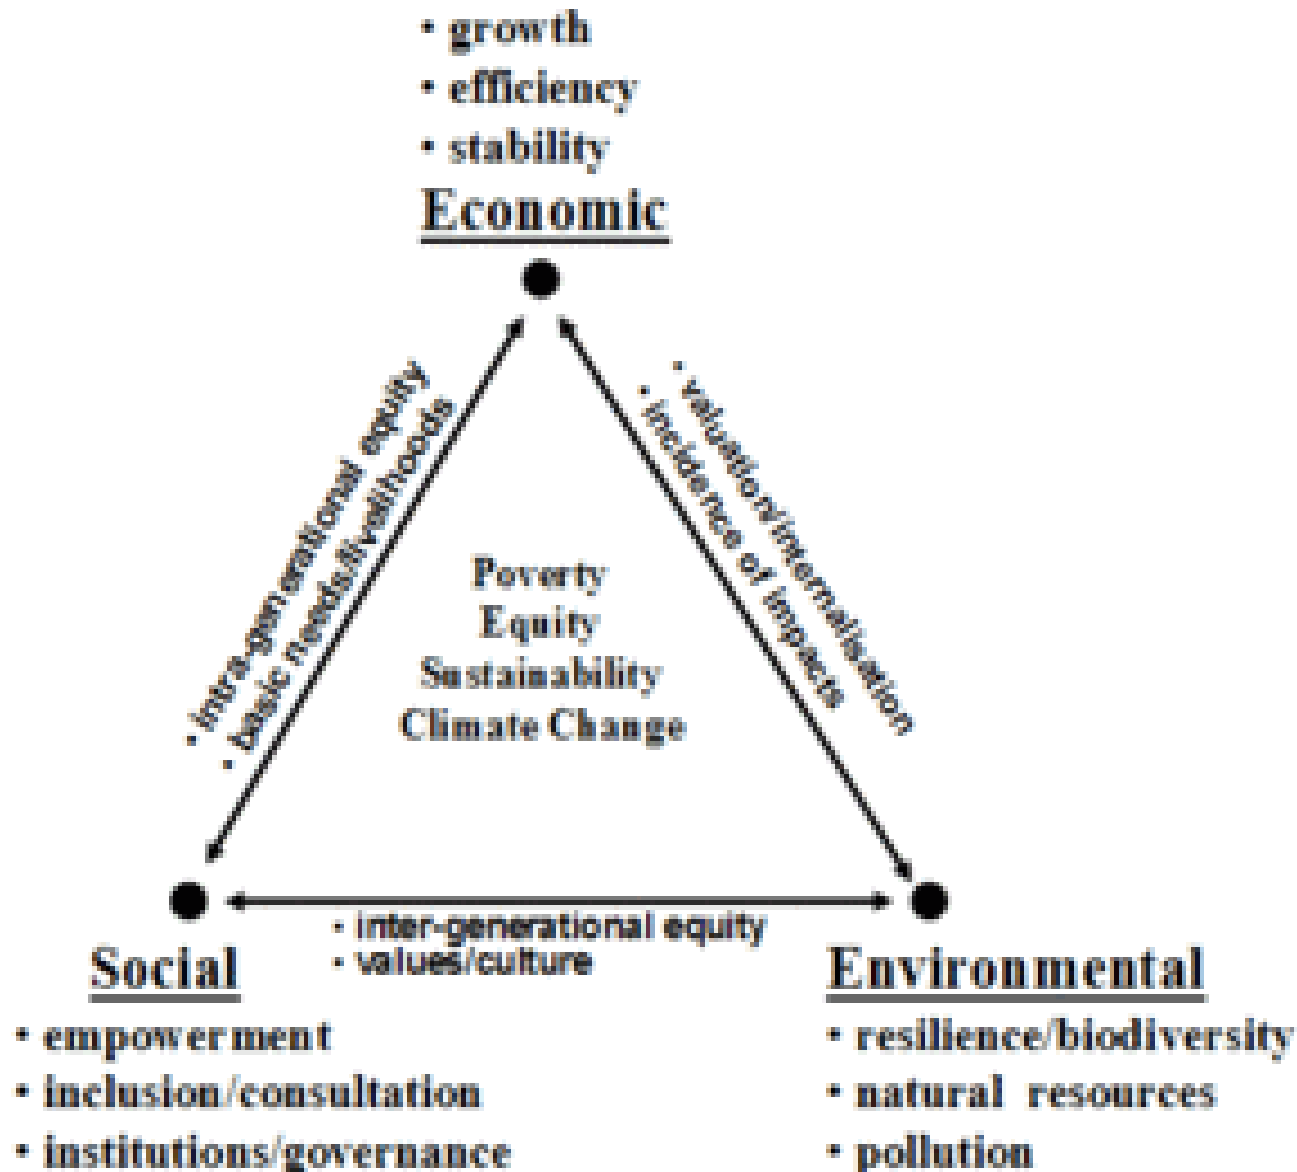 • growth
• efficiency
• stability
Economic
• intra-generational equity
• basic needs/livelihoods
• valuation/internalisation
• incidence of impacts
Poverty
Equity
Sustainability
Climate Change
• inter-generational equity
• values/culture
Social
• empowerment
• inclusion/consultation
• institutions/governance
Environmental
• resilience/biodiversity
• natural resources
• pollution